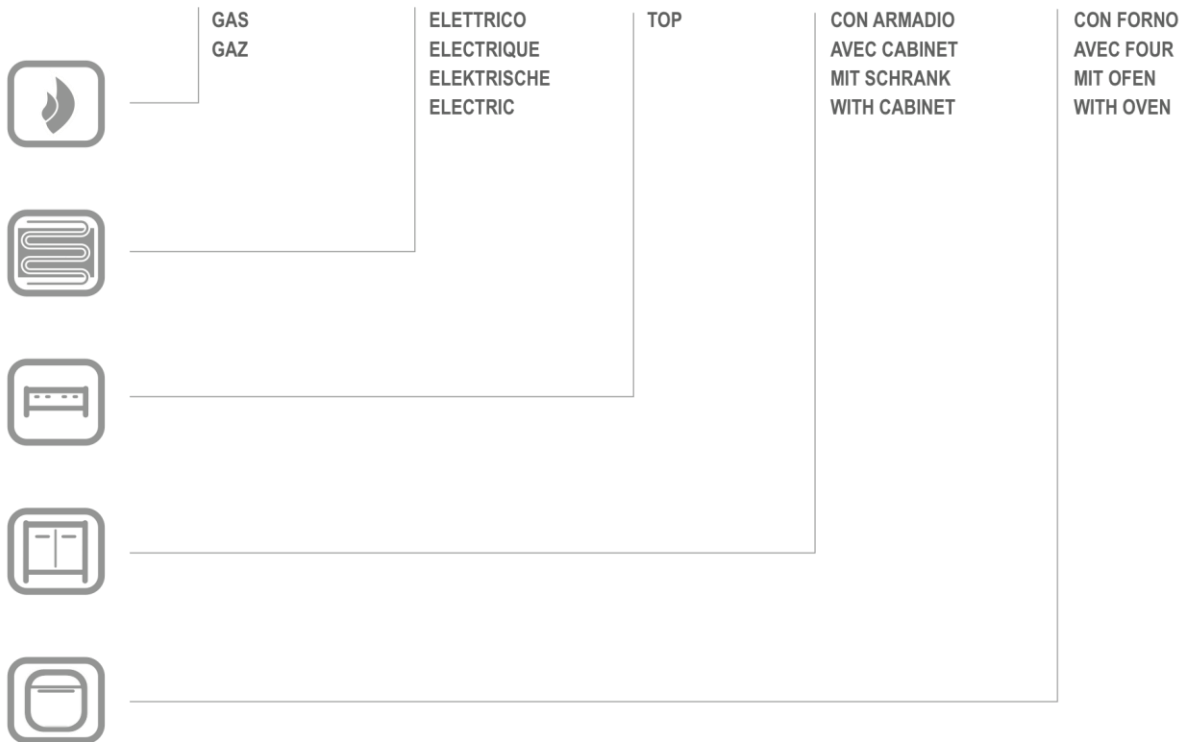 GAS
GAZ
ELETTRICO
ELECTRIQUE
ELEKTRISCHE
ELECTRIC
TOP
CON ARMADIO
AVEC CABINET
MIT SCHRANK
WITH CABINET
CON FORNO
AVEC FOUR
MIT OFEN
WITH OVEN